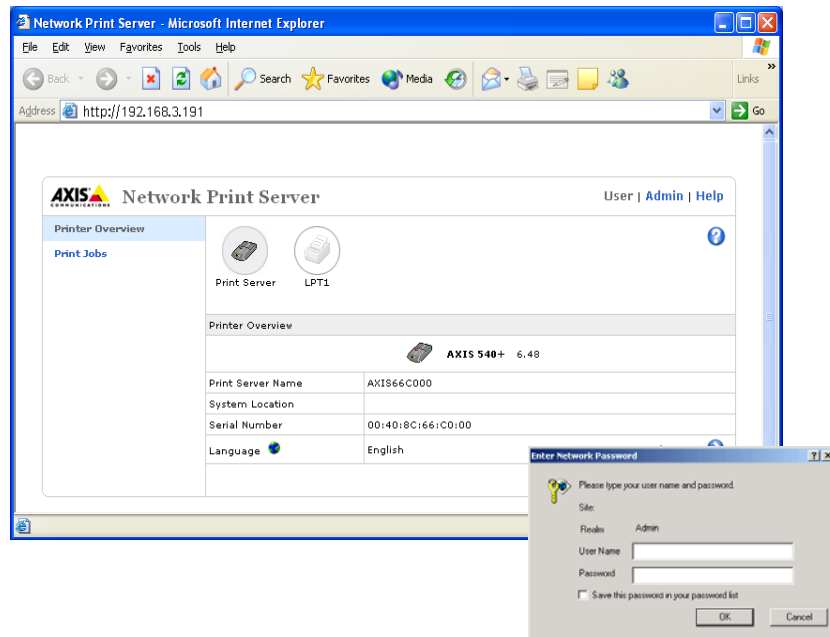 Network Print Server - Microsoft Internet Explorer
File Edit View Favorites Tools Help
Back Search Favorites Media Links
Address http://192.168.3.191 Go
AXIS COMMUNICATIONS Network Print Server User | Admin | Help
Printer Overview
Print Jobs
Print Server LPT1
Printer Overview
AXIS 540+ 6.48
Print Server Name AXIS66C000
System Location
Serial Number 00:40:8C:66:C0:00
Language English
Enter Network Password
Please type your user name and password.
Site:
Realm Admin
User Name
Password
Save this password in your password list
OK Cancel